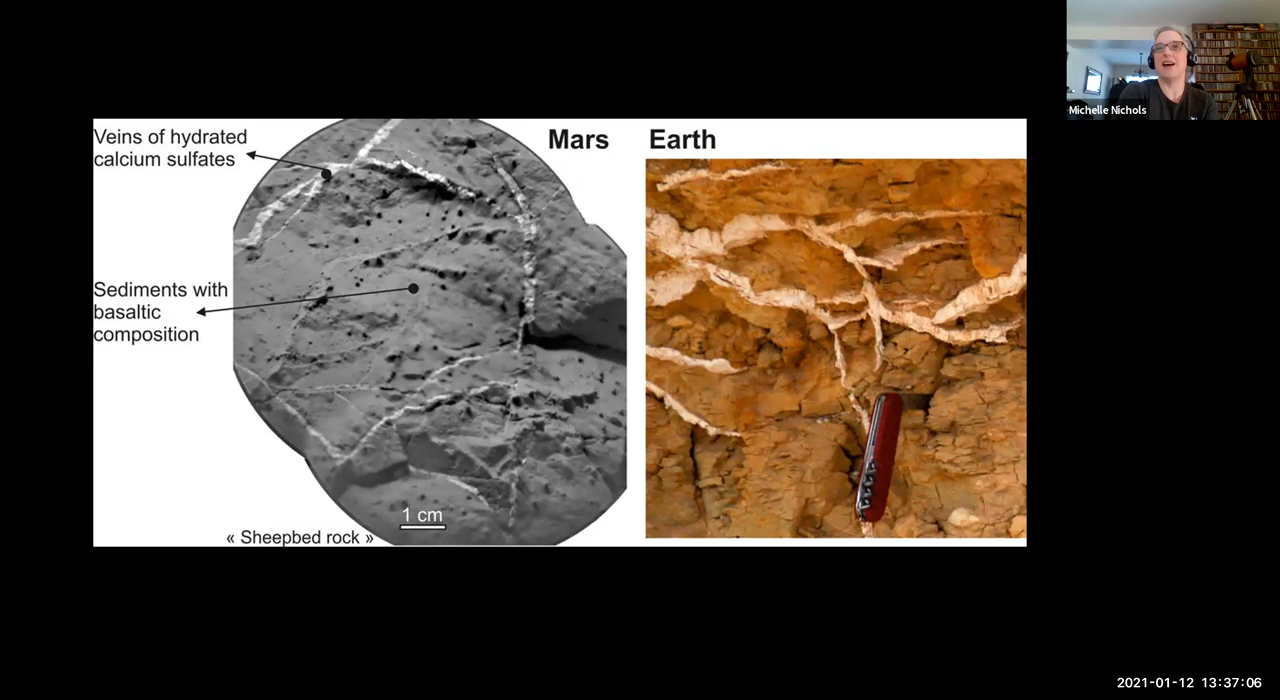 Michelle Nichols
Mars
Earth
Veins of hydrated
calcium sulfates
Sediments with
basaltic
composition
1 cm
« Sheepbed rock »
2021-01-12 13:37:06